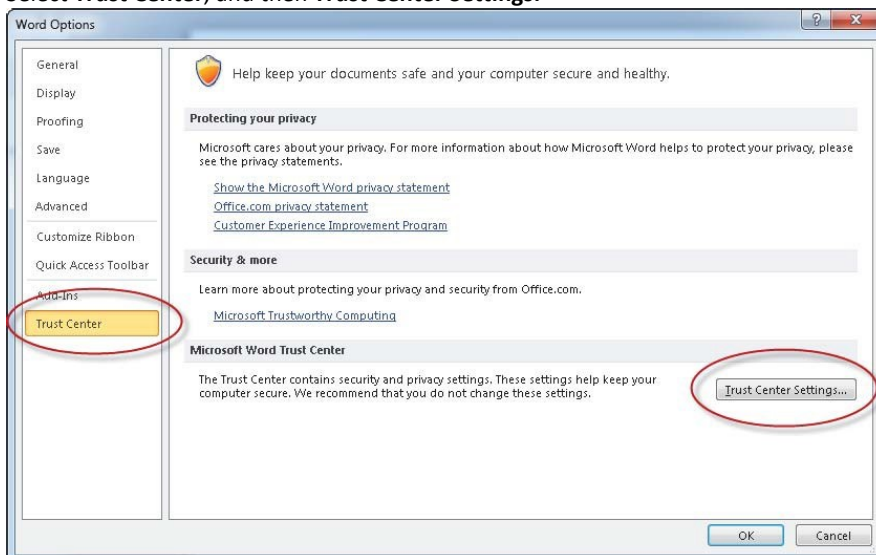 Select Trust Center, and then Trust Center Settings.
Word Options
General
Display
Proofing
Save
Language
Advanced
Customize Ribbon
Quick Access Toolbar
Add-Ins
Trust Center
Help keep your documents safe and your computer secure and healthy.
Protecting your privacy
Microsoft cares about your privacy. For more information about how Microsoft Word helps to protect your privacy, please
see the privacy statements.
Show the Microsoft Word privacy statement
Office.com privacy statement
Customer Experience Improvement Program
Security & more
Learn more about protecting your privacy and security from Office.com.
Microsoft Trustworthy Computing
Microsoft Word Trust Center
The Trust Center contains security and privacy settings. These settings help keep your
computer secure. We recommend that you do not change these settings.
Trust Center Settings...
OK
Cancel